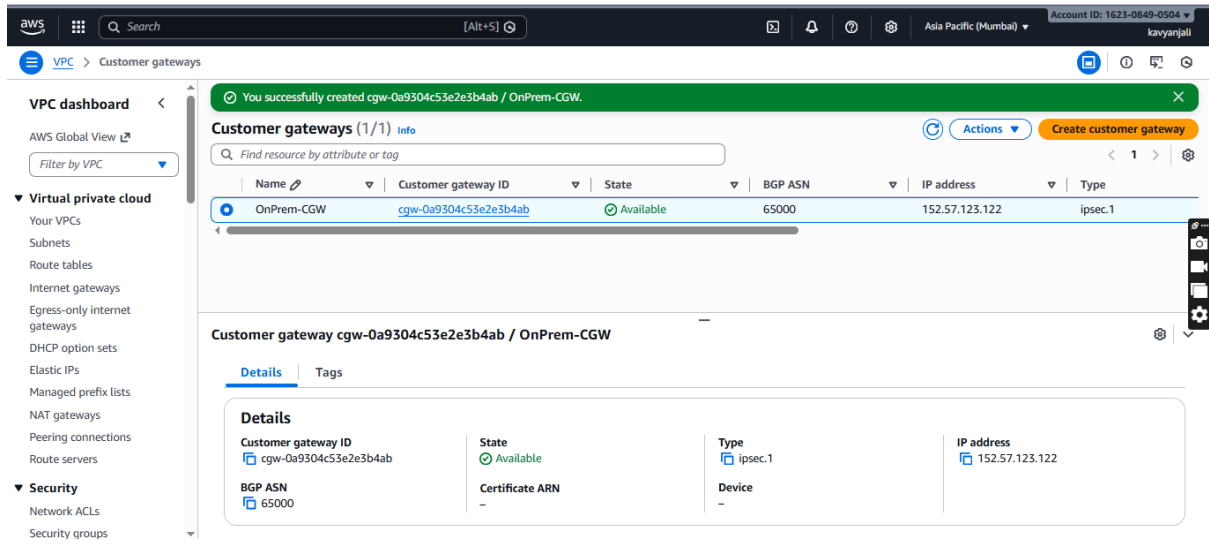 aws
Search
[Alt+S]
Asia Pacific (Mumbai)
Account ID: 1623-0849-0504
kavyanjali
VPC > Customer gateways
VPC dashboard
AWS Global View
Filter by VPC
Virtual private cloud
Your VPCs
Subnets
Route tables
Internet gateways
Egress-only internet
gateways
DHCP option sets
Elastic IPs
Managed prefix lists
NAT gateways
Peering connections
Route servers
Security
Network ACLs
Security groups
You successfully created cgw-0a9304c53e2e3b4ab / OnPrem-CGW.
Customer gateways (1/1) Info
Actions
Create customer gateway
Find resource by attribute or tag
1
Name Customer gateway ID State BGP ASN IP address Type
OnPrem-CGW cgw-0a9304c53e2e3b4ab Available 65000 152.57.123.122 ipsec.1
Customer gateway cgw-0a9304c53e2e3b4ab / OnPrem-CGW
Details Tags
Details
Customer gateway ID State Type IP address
cgw-0a9304c53e2e3b4ab Available ipsec.1 152.57.123.122
BGP ASN Certificate ARN Device
65000 – –